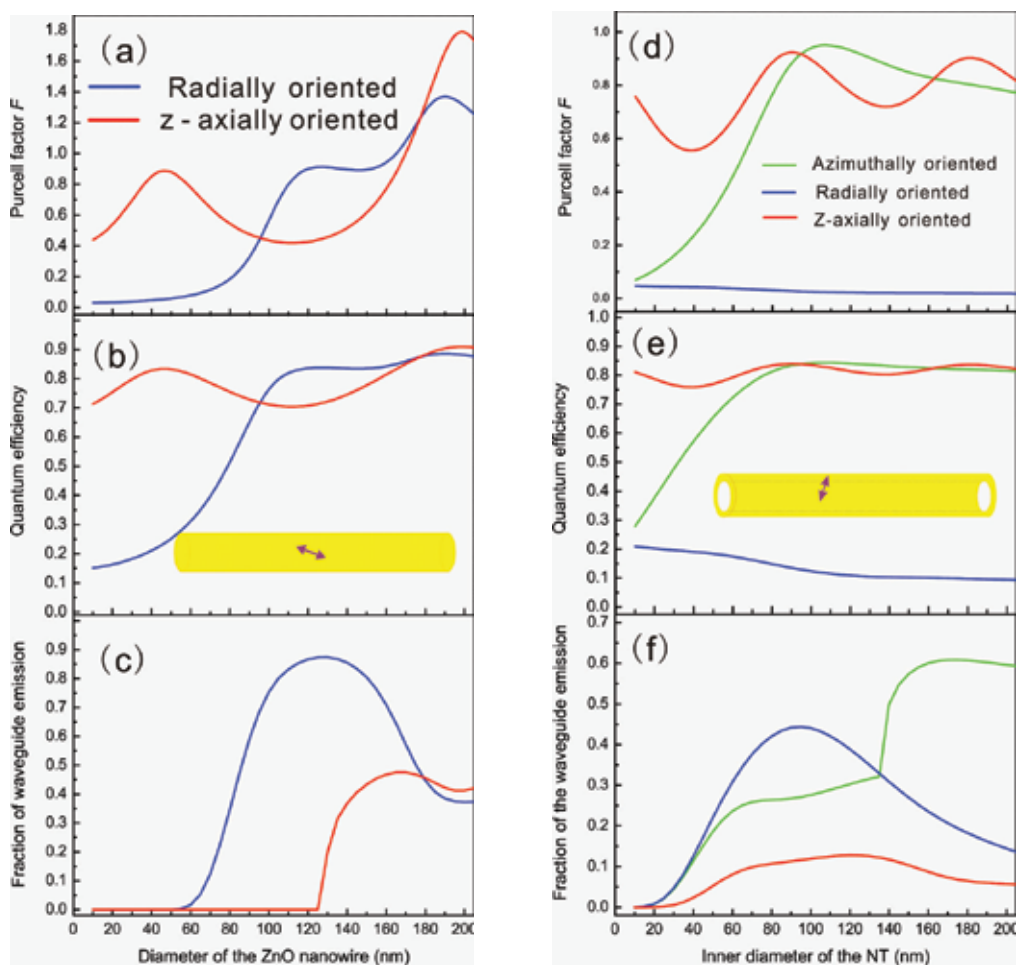 (a)
Radially oriented
z - axially oriented
Purcell factor F
1.8
1.6
1.4
1.2
1.0
0.8
0.6
0.4
0.2
0.0
(b)
Quantum efficiency
0.9
0.8
0.7
0.6
0.5
0.4
0.3
0.2
0.1
0.0
(c)
Fraction of waveguide emission
0.9
0.8
0.7
0.6
0.5
0.4
0.3
0.2
0.1
0.0
0 20 40 60 80 100 120 140 160 180 200
Diameter of the ZnO nanowire (nm)
(d)
Purcell factor F
1.0
0.8
0.6
0.4
0.2
0.0
Azimuthally oriented
Radially oriented
Z-axially oriented
(e)
Quantum efficiency
1.0
0.9
0.8
0.7
0.6
0.5
0.4
0.3
0.2
0.1
0.0
(f)
Fraction of the waveguide emission
0.7
0.6
0.5
0.4
0.3
0.2
0.1
0.0
0 20 40 60 80 100 120 140 160 180 200
Inner diameter of the NT (nm)